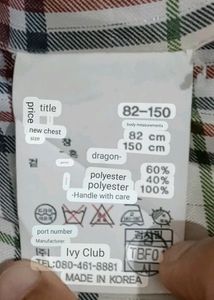 title
price
82-150
body measurements
new chest
size
82 cm
150 cm
dragon-
60%
polyester
40%
polyester
100%
-Handle with care
port number
Manufacturer
Ivy Club
TBF0
TEL:080-461-8881
MADE IN KOREA